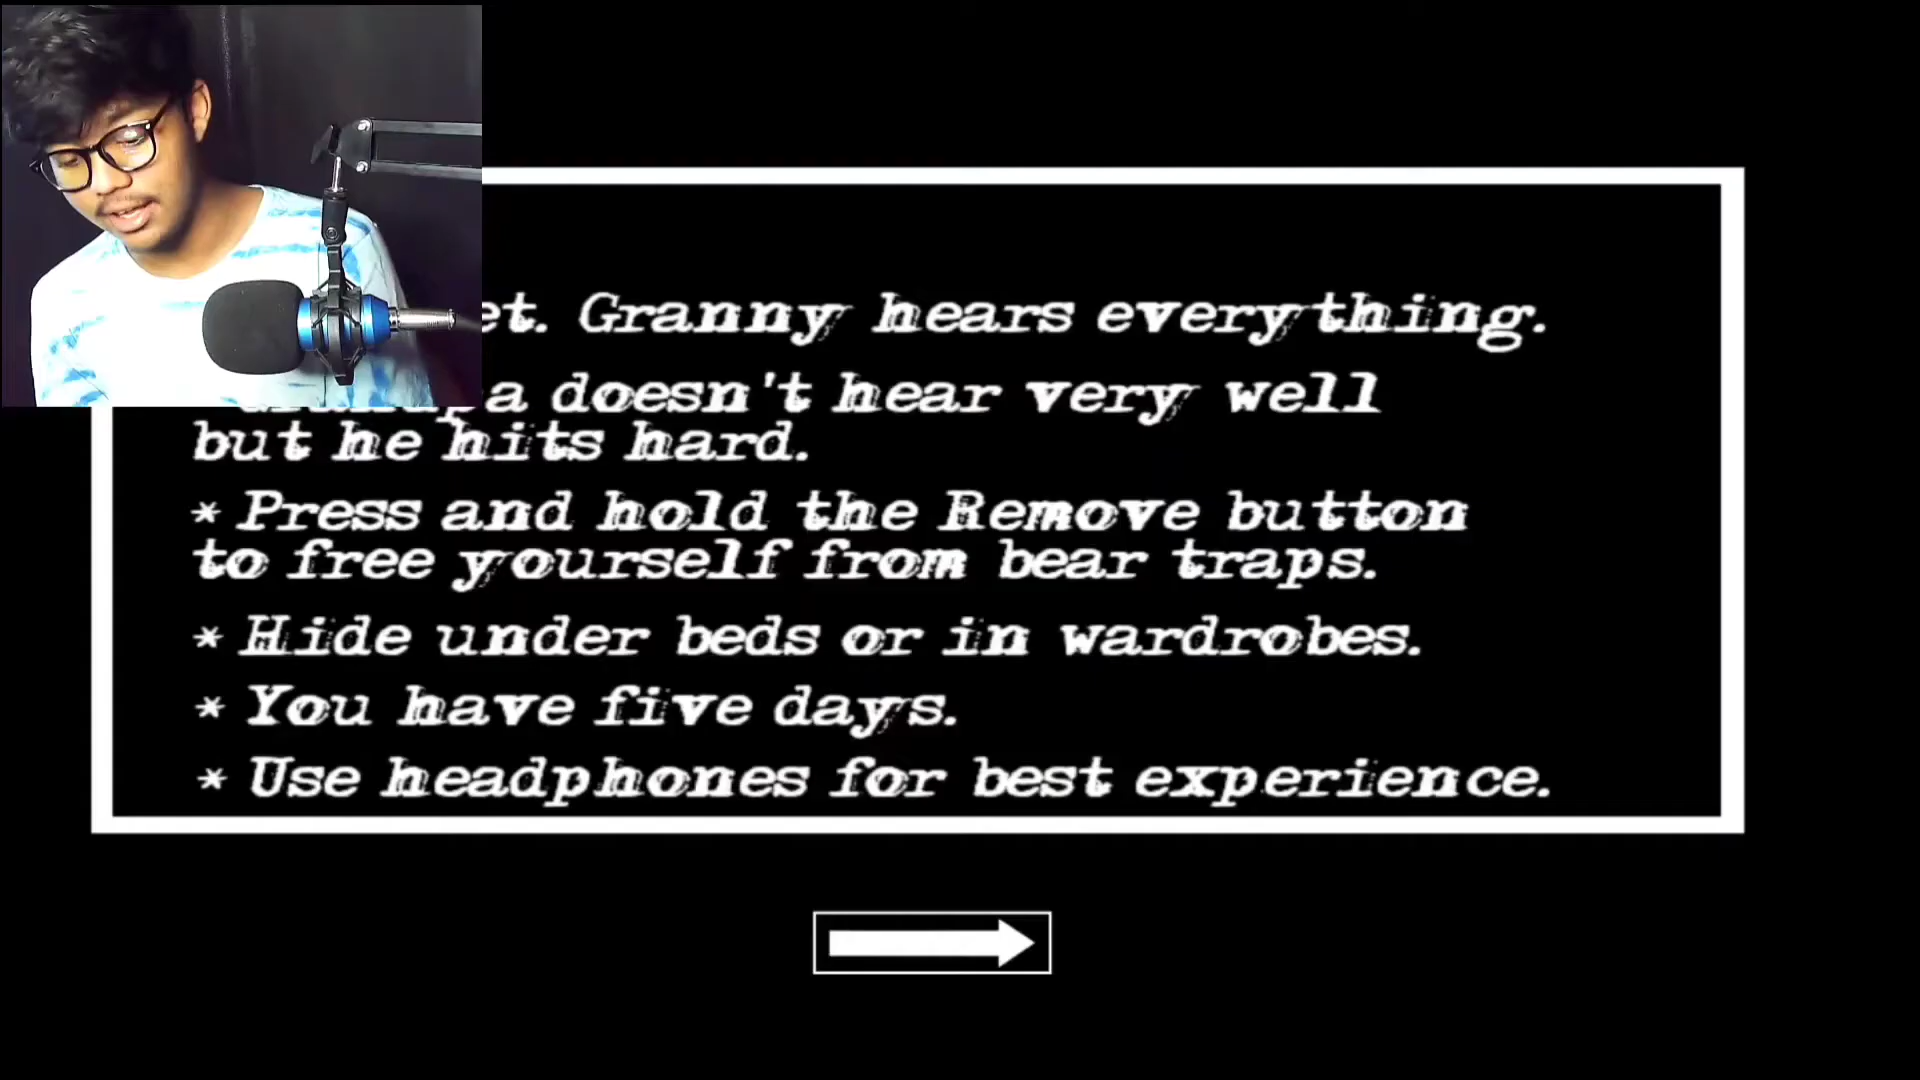 et. Granny hears everything.
doesn't hear very well
but he hits hard.
* Press and hold the Remove button
to free yourself from bear traps.
* Hide under beds or in wardrobes.
* You have five days.
* Use headphones for best experience.